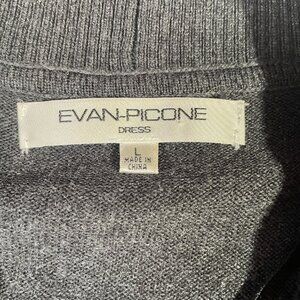 EVAN-PICONE
DRESS
L
MADE IN
CHINA